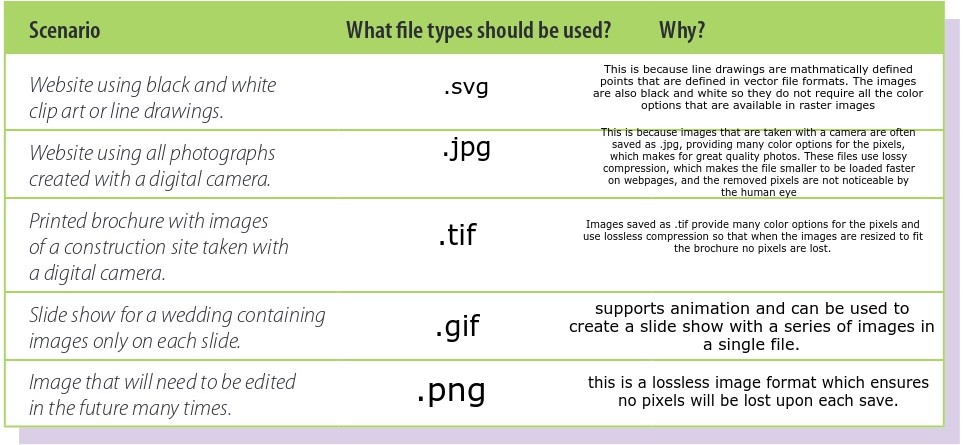 Scenario
What file types should be used?
Why?
Website using black and white
clip art or line drawings.
.svg
This is because line drawings are mathmatically defined
points that are defined in vector file formats. The images
are also black and white so they do not require all the color
options that are available in raster images
Website using all photographs
created with a digital camera.
.jpg
This is because images that are taken with a camera are often
saved as .jpg, providing many color options for the pixels,
which makes for great quality photos. These files use lossy
compression, which makes the file smaller to be loaded faster
on webpages, and the removed pixels are not noticeable by
the human eye
Printed brochure with images
of a construction site taken with
a digital camera.
.tif
Images saved as .tif provide many color options for the pixels and
use lossless compression so that when the images are resized to fit
the brochure no pixels are lost.
Slide show for a wedding containing
images only on each slide.
.gif
supports animation and can be used to
create a slide show with a series of images in
a single file.
Image that will need to be edited
in the future many times.
.png
this is a lossless image format which ensures
no pixels will be lost upon each save.